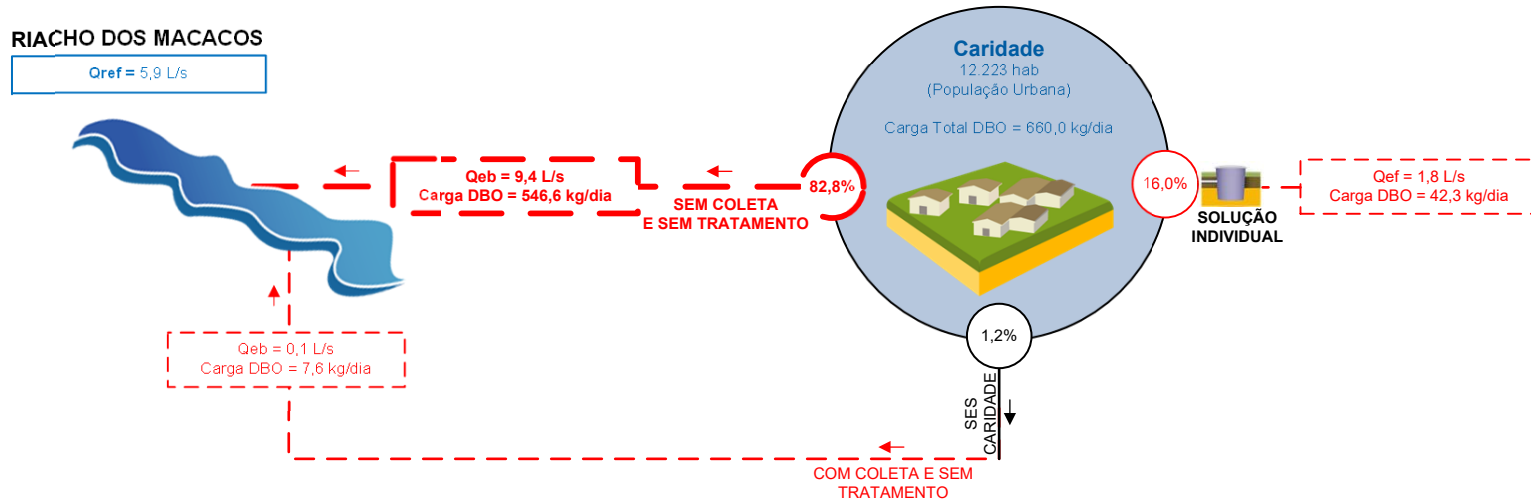 RIACHO DOS MACACOS
Qref = 5,9 L/s
Caridade
12.223 hab
(População Urbana)
Carga Total DBO = 660,0 kg/dia
Qeb = 9,4 L/s
Carga DBO = 546,6 kg/dia
82,8%
SEM COLETA
E SEM TRATAMENTO
16,0%
SOLUÇÃO
INDIVIDUAL
Qef = 1,8 L/s
Carga DBO = 42,3 kg/dia
1,2%
SES
CARIDADE
Qeb = 0,1 L/s
Carga DBO = 7,6 kg/dia
COM COLETA E SEM
TRATAMENTO